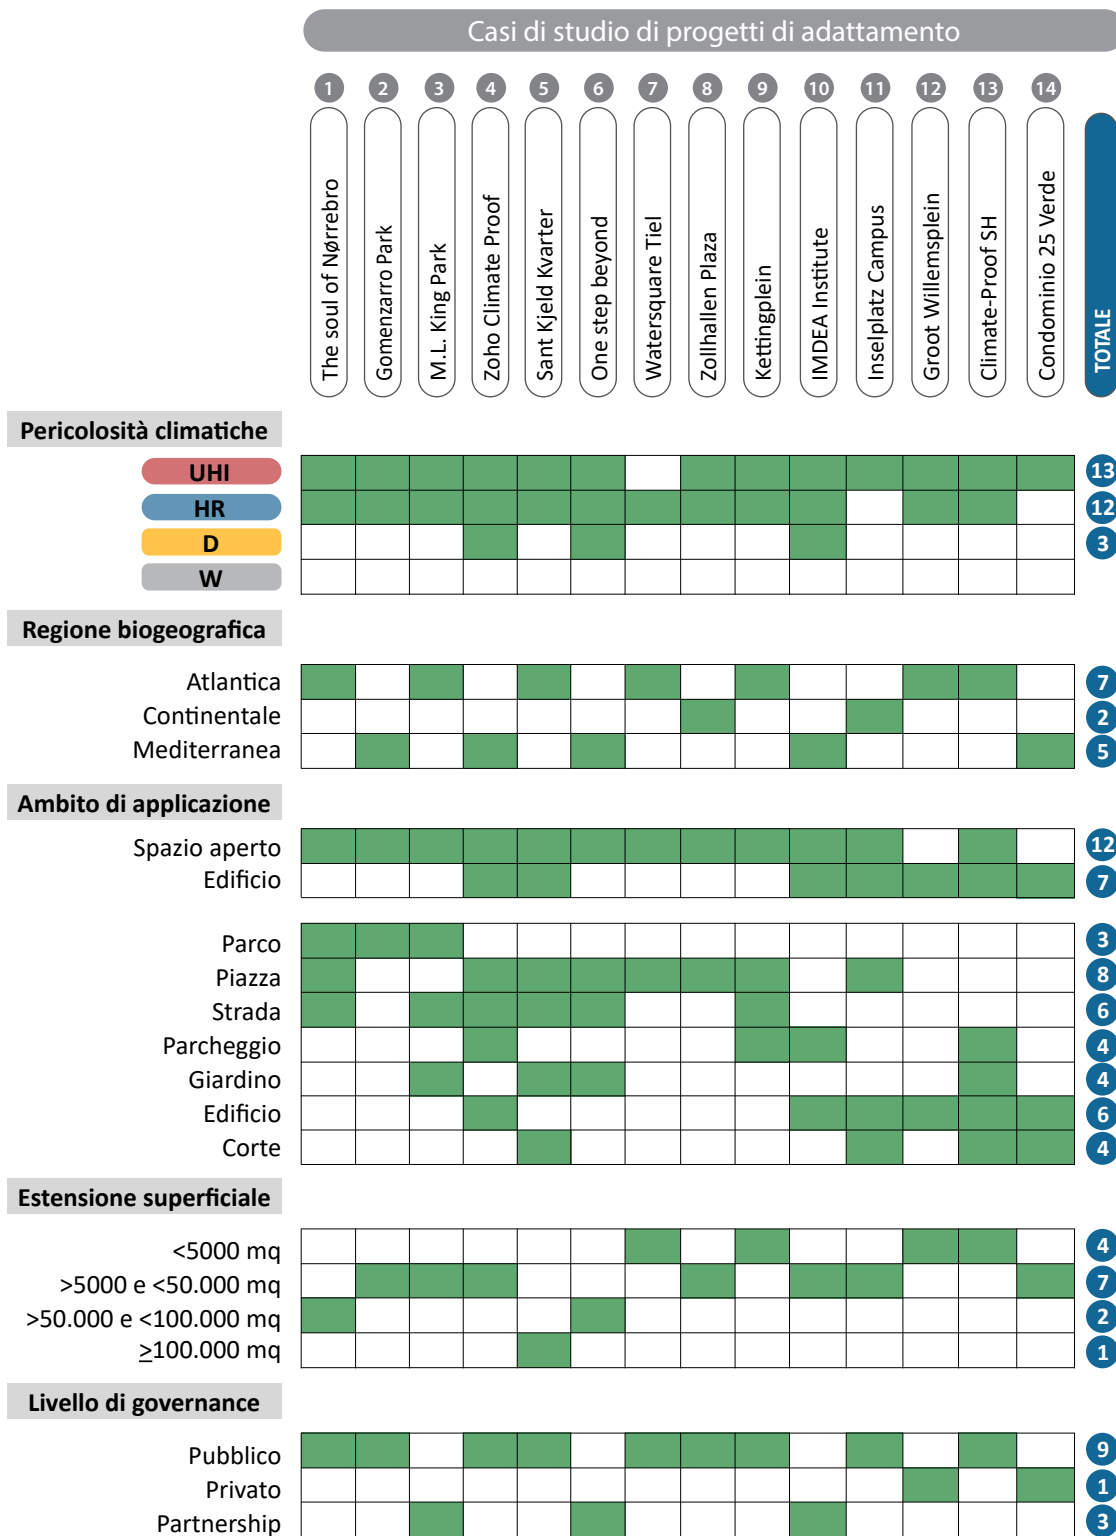 Casi di studio di progetti di adattamento
1 2 3 4 5 6 7 8 9 10 11 12 13 14
The soul of Nørrebro
Gomenzarro Park
M.L. King Park
Zoho Climate Proof
Sant Kjeld Kvarter
One step beyond
Watersquare Tiel
Zollhallen Plaza
Kettingplein
IMDEA Institute
Inselplatz Campus
Groot Willemsplein
Climate-Proof SH
Condominio 25 Verde
TOTALE
Pericolosità climatiche
UHI 13
HR 12
D 3
W
Regione biogeografica
Atlantica 7
Continentale 2
Mediterranea 5
Ambito di applicazione
Spazio aperto 12
Edificio 7
Parco 3
Piazza 8
Strada 6
Parcheggio 4
Giardino 4
Edificio 6
Corte 4
Estensione superficiale
<5000 mq 4
>5000 e <50.000 mq 7
>50.000 e <100.000 mq 2
≥100.000 mq 1
Livello di governance
Pubblico 9
Privato 1
Partnership 3